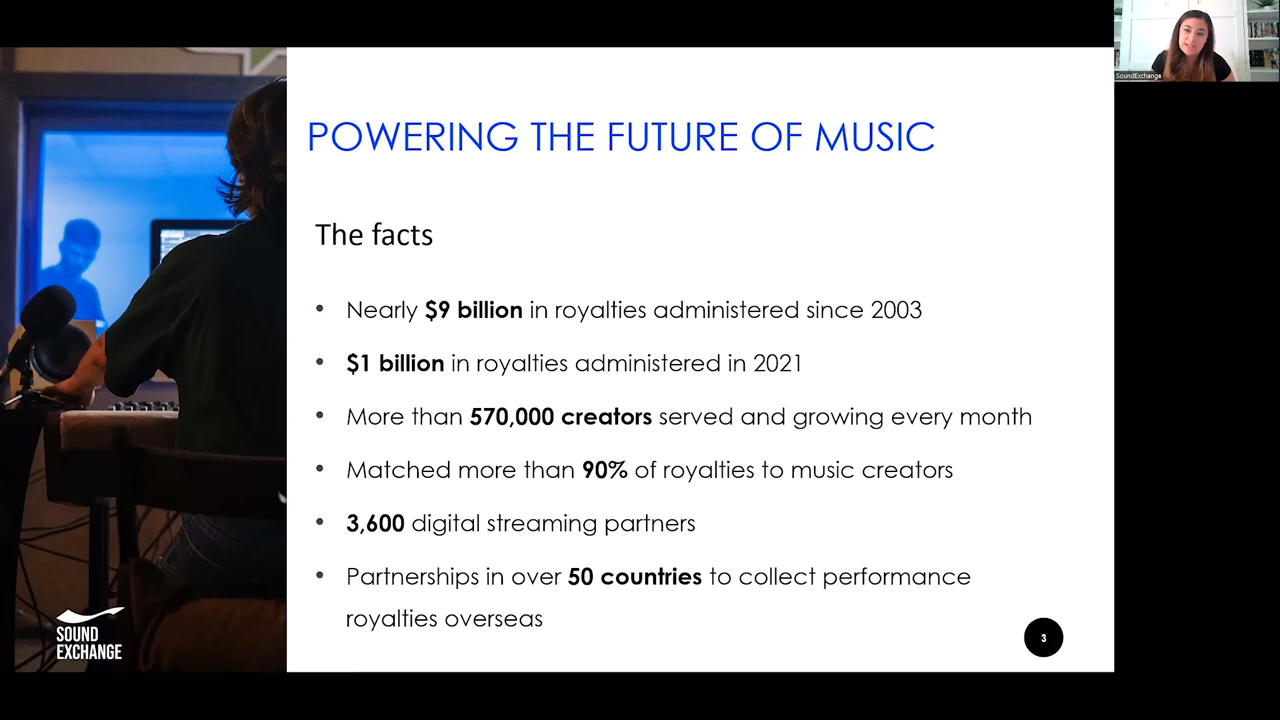 SoundExchange
POWERING THE FUTURE OF MUSIC
The facts
• Nearly $9 billion in royalties administered since 2003
• $1 billion in royalties administered in 2021
• More than 570,000 creators served and growing every month
• Matched more than 90% of royalties to music creators
• 3,600 digital streaming partners
• Partnerships in over 50 countries to collect performance
royalties overseas
SOUND
EXCHANGE
3